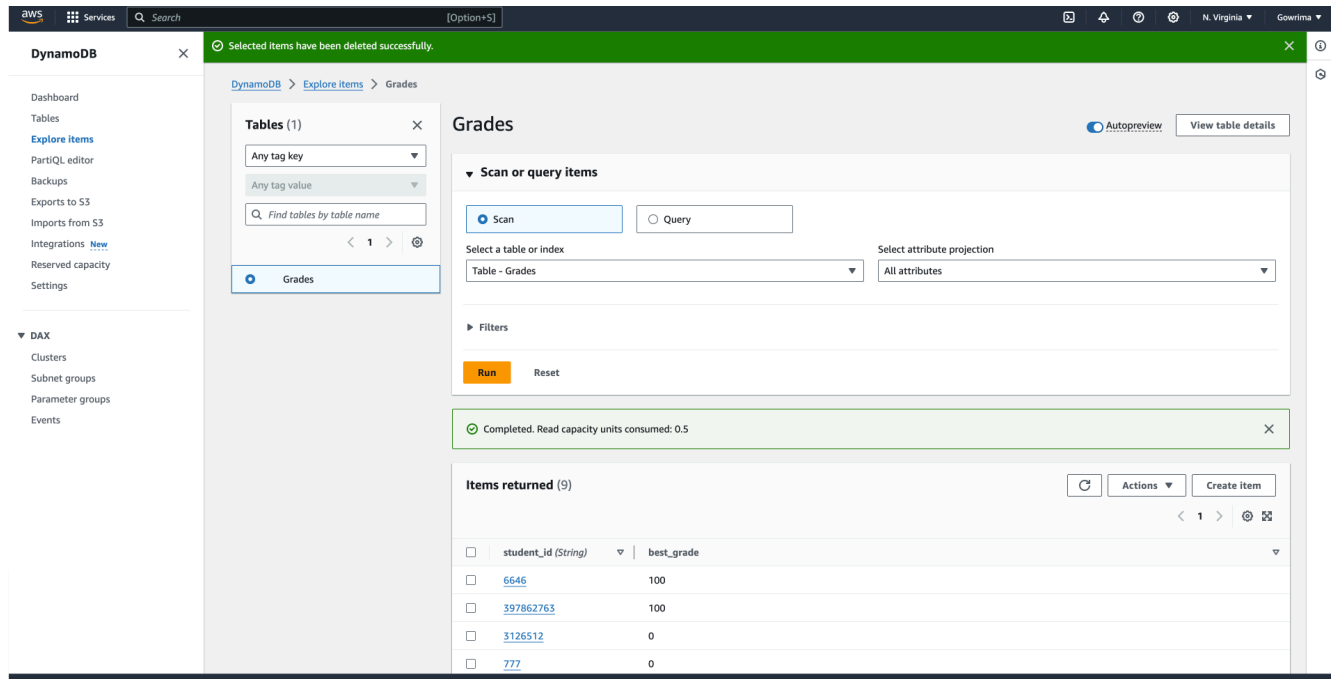 aws Services Search [Option+S] N. Virginia Gowrima
DynamoDB
Dashboard
Tables
Explore items
PartiQL editor
Backups
Exports to S3
Imports from S3
Integrations New
Reserved capacity
Settings
DAX
Clusters
Subnet groups
Parameter groups
Events
Selected items have been deleted successfully.
DynamoDB > Explore items > Grades
Tables (1)
Any tag key
Any tag value
Find tables by table name
1
Grades
Grades
Autopreview View table details
Scan or query items
Scan Query
Select a table or index Select attribute projection
Table - Grades All attributes
Filters
Run Reset
Completed. Read capacity units consumed: 0.5
Items returned (9)
Actions Create item
1
student_id (String) best_grade
6646 100
397862763 100
3126512 0
777 0